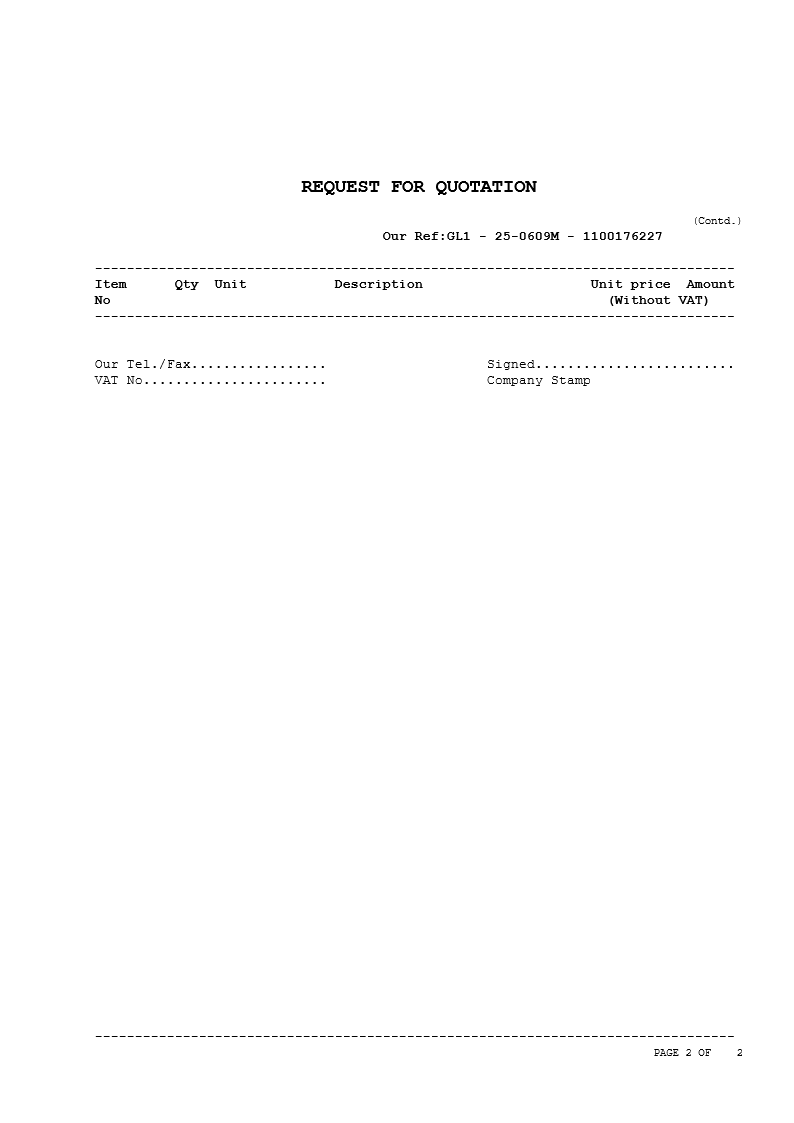 REQUEST FOR QUOTATION
(Contd.)
Our Ref:GL1 - 25-0609M - 1100176227
--------------------------------------------------------------------------------
Item Qty Unit Description Unit price Amount
No (Without VAT)
--------------------------------------------------------------------------------
Our Tel./Fax................. Signed.........................
VAT No....................... Company Stamp
--------------------------------------------------------------------------------
PAGE 2 OF 2